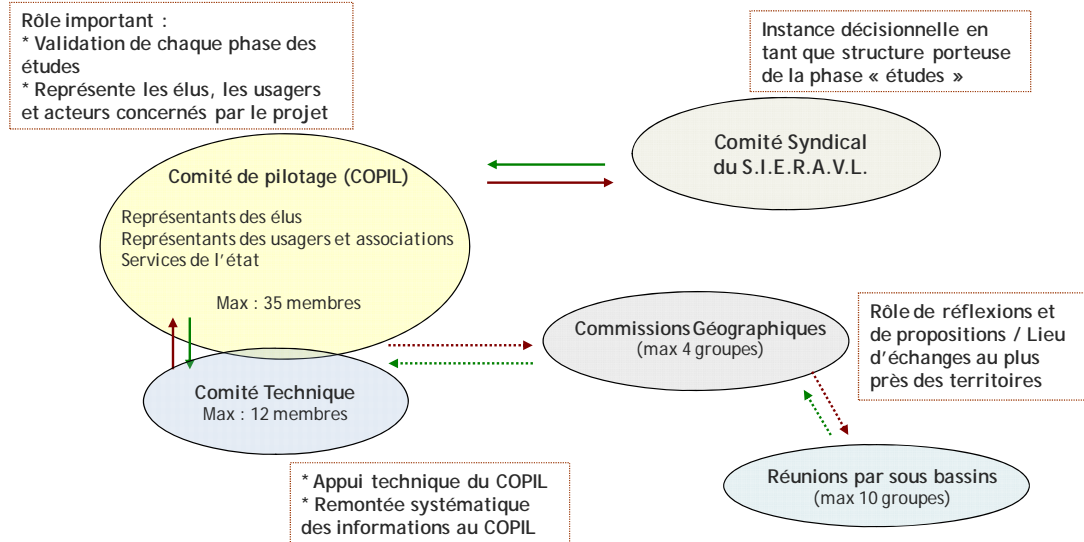 Rôle important :
* Validation de chaque phase des
études
* Représente les élus, les usagers
et acteurs concernés par le projet
Instance décisionnelle en
tant que structure porteuse
de la phase « études »
Comité Syndical
du S.I.E.R.A.V.L.
Comité de pilotage (COPIL)
Représentants des élus
Représentants des usagers et associations
Services de l'état
Max : 35 membres
Commissions Géographiques
(max 4 groupes)
Rôle de réflexions et
de propositions / Lieu
d'échanges au plus
près des territoires
Comité Technique
Max : 12 membres
* Appui technique du COPIL
* Remontée systématique
des informations au COPIL
Réunions par sous bassins
(max 10 groupes)